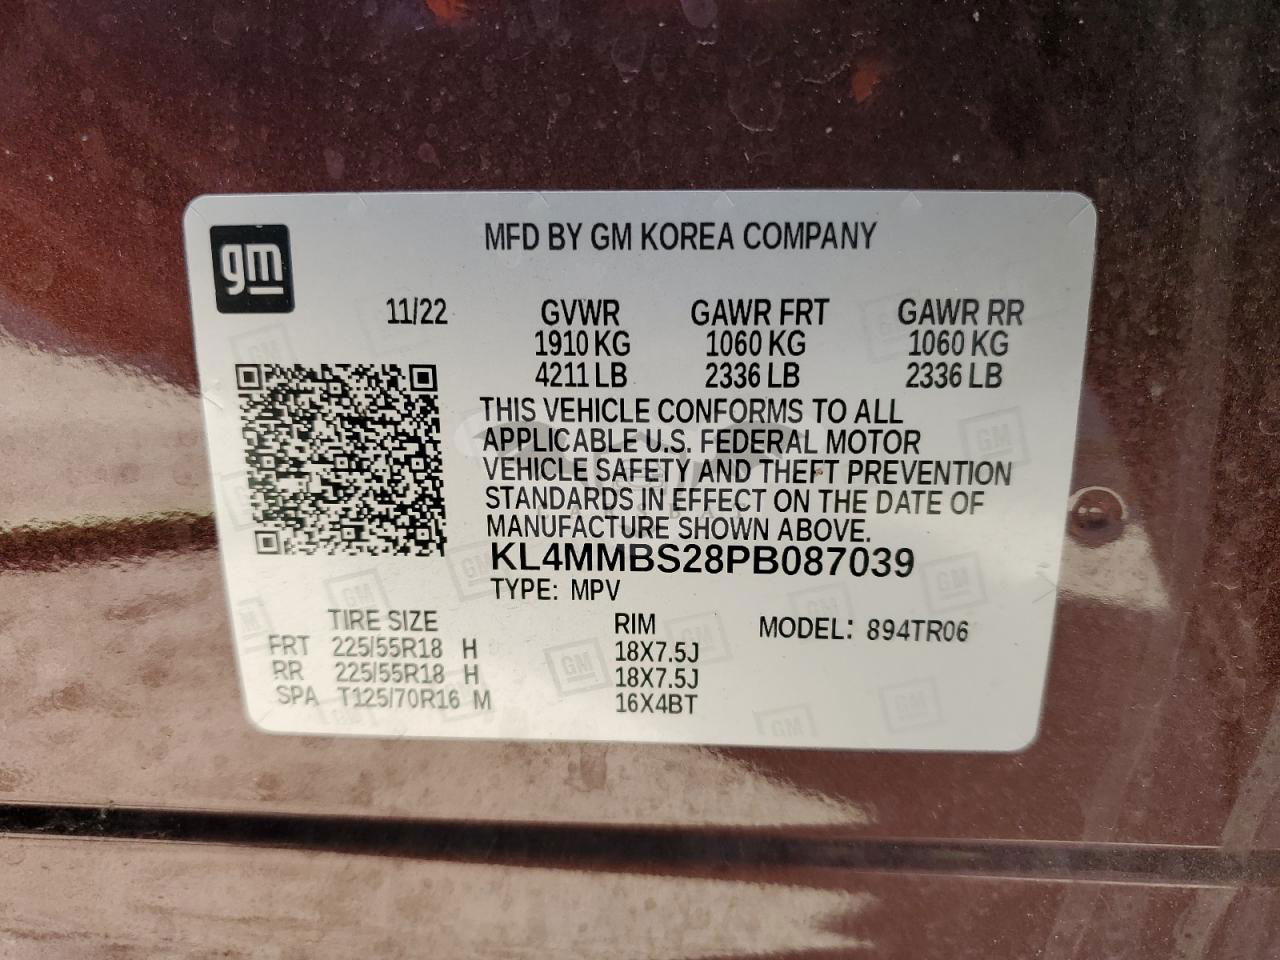 gm
MFD BY GM KOREA COMPANY
11/22 GVWR GAWR FRT GAWR RR
1910 KG 1060 KG 1060 KG
4211 LB 2336 LB 2336 LB
THIS VEHICLE CONFORMS TO ALL
APPLICABLE U.S. FEDERAL MOTOR
VEHICLE SAFETY AND THEFT PREVENTION
STANDARDS IN EFFECT ON THE DATE OF
MANUFACTURE SHOWN ABOVE.
KL4MMBS28PB087039
TYPE: MPV
TIRE SIZE RIM MODEL: 894TR06
FRT 225/55R18 H 18X7.5J
RR 225/55R18 H 18X7.5J
SPA T125/70R16 M 16X4BT